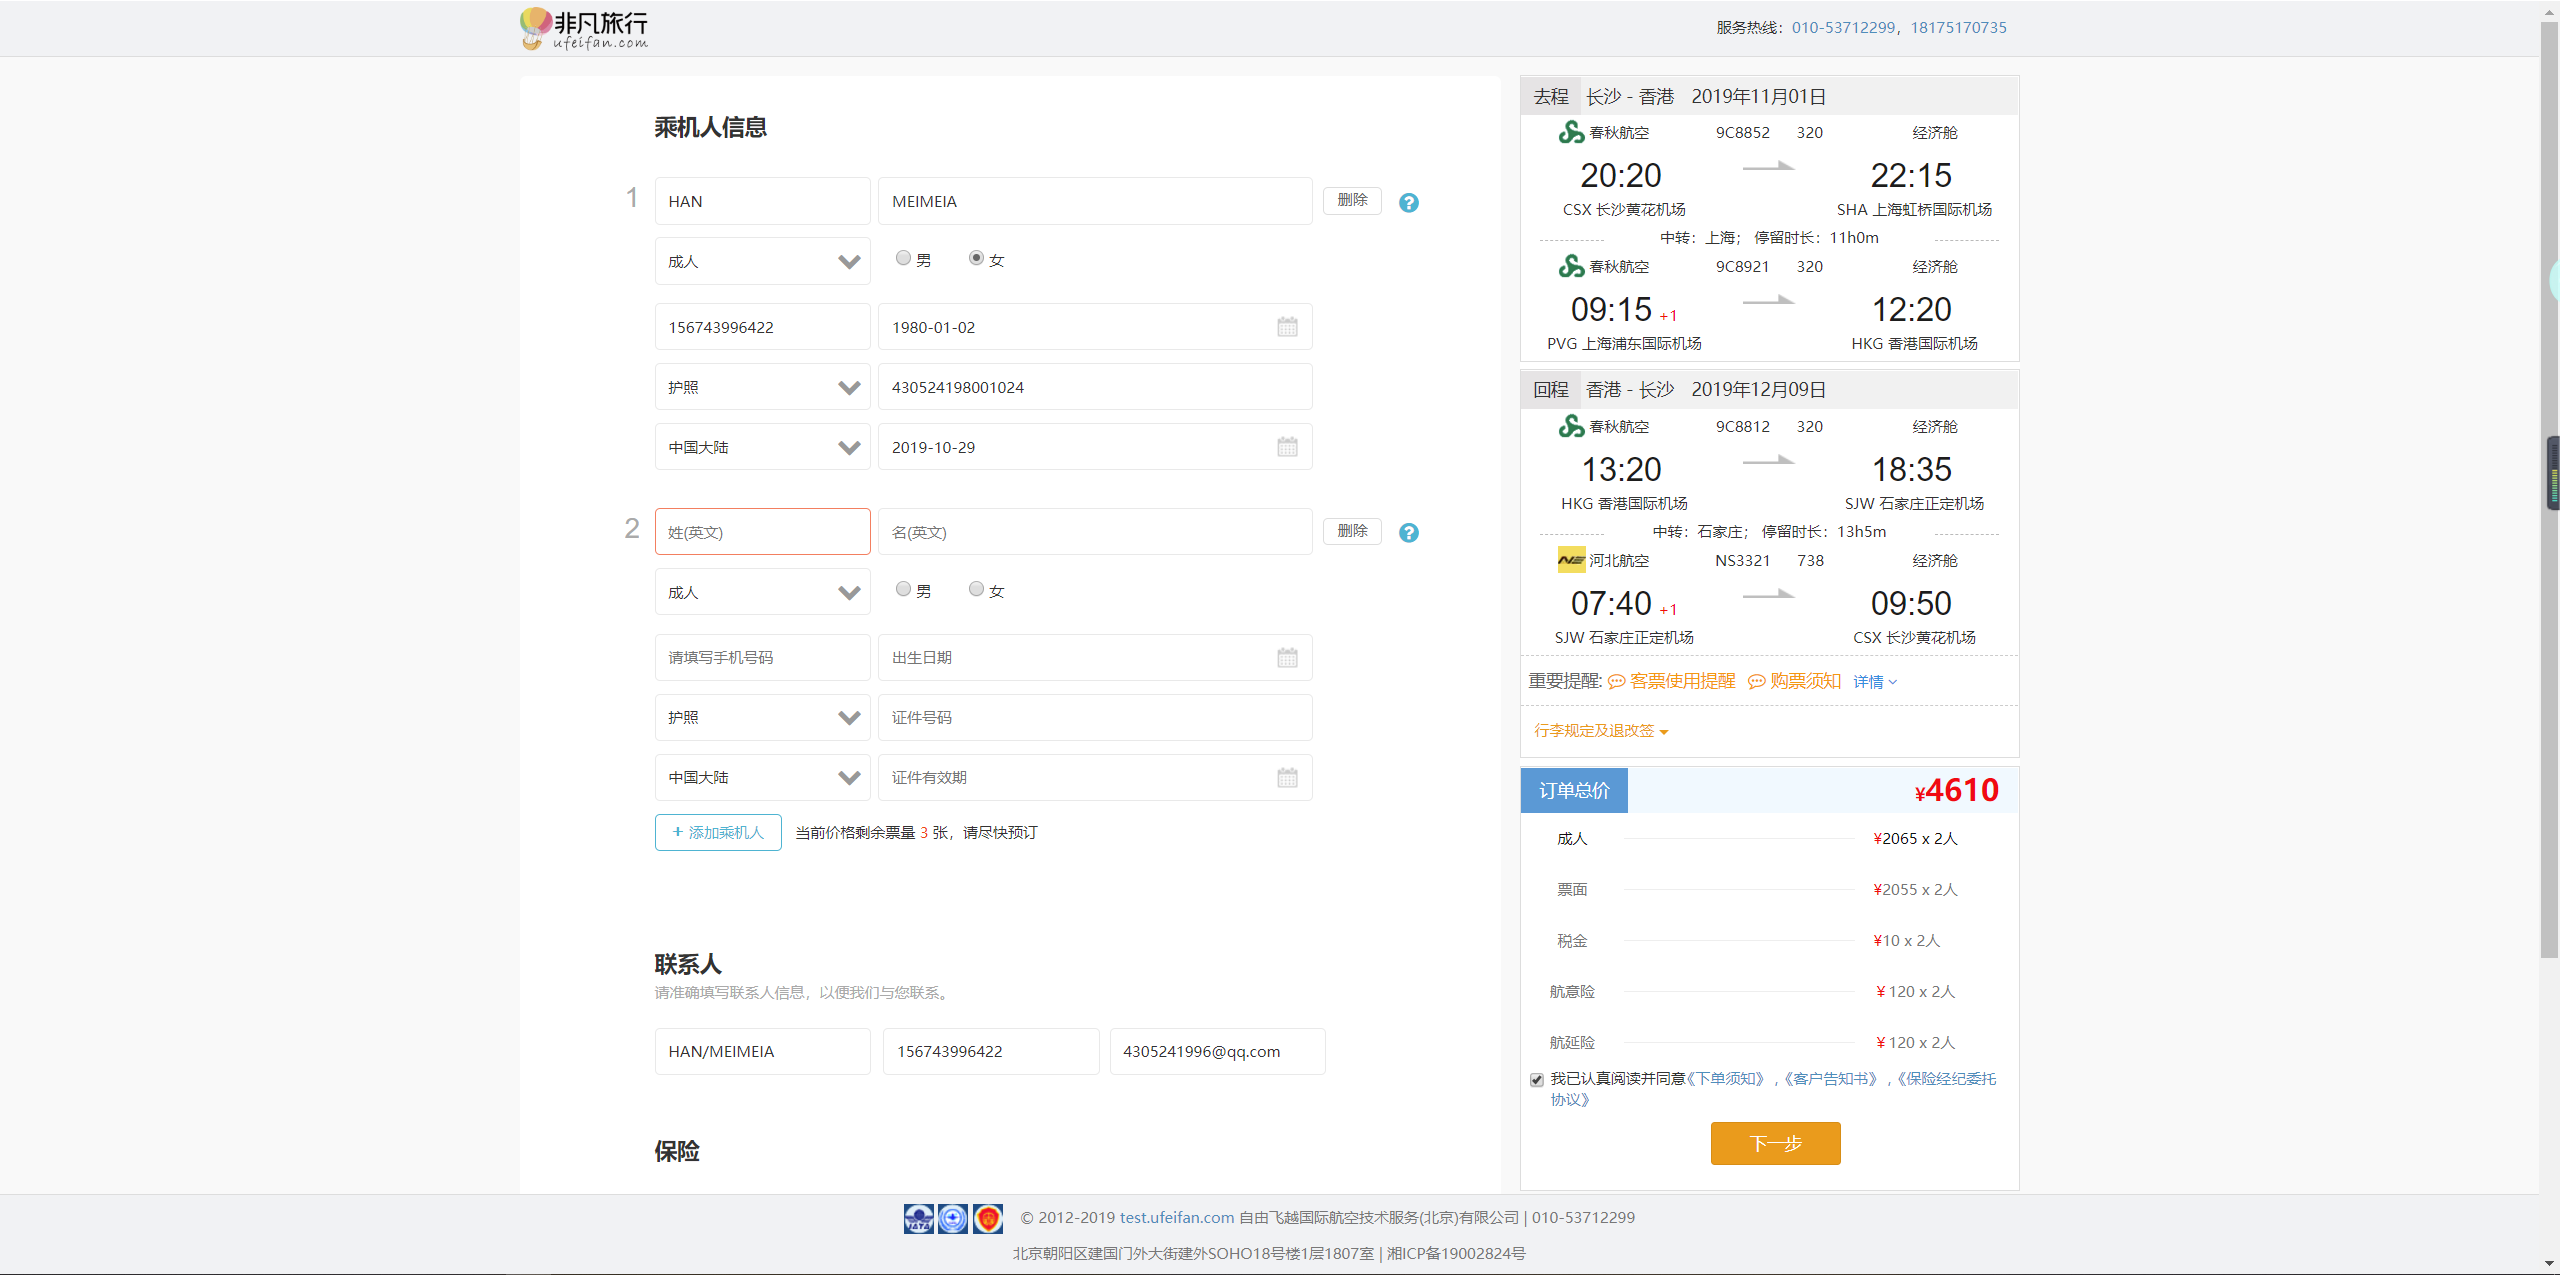 非凡旅行
ufeifan.com
服务热线：010-53712299，18175170735
乘机人信息
1
HAN
MEIMEIA
删除
?
成人
男
女
156743996422
1980-01-02
护照
430524198001024
中国大陆
2019-10-29
2
姓(英文)
名(英文)
删除
?
成人
男
女
请填写手机号码
出生日期
护照
证件号码
中国大陆
证件有效期
+ 添加乘机人
当前价格剩余票量 3 张，请尽快预订
联系人
请准确填写联系人信息，以便我们与您联系。
HAN/MEIMEIA
156743996422
4305241996@qq.com
保险
去程 长沙 - 香港 2019年11月01日
春秋航空 9C8852 320 经济舱
20:20 22:15
CSX 长沙黄花机场 SHA 上海虹桥国际机场
中转：上海； 停留时长：11h0m
春秋航空 9C8921 320 经济舱
09:15 +1 12:20
PVG 上海浦东国际机场 HKG 香港国际机场
回程 香港 - 长沙 2019年12月09日
春秋航空 9C8812 320 经济舱
13:20 18:35
HKG 香港国际机场 SJW 石家庄正定机场
中转：石家庄； 停留时长：13h5m
河北航空 NS3321 738 经济舱
07:40 +1 09:50
SJW 石家庄正定机场 CSX 长沙黄花机场
重要提醒: 客票使用提醒 购票须知 详情
行李规定及退改签
订单总价 ¥4610
成人 ¥2065 x 2人
票面 ¥2055 x 2人
税金 ¥10 x 2人
航意险 ¥ 120 x 2人
航延险 ¥ 120 x 2人
我已认真阅读并同意《下单须知》 ,《客户告知书》 ,《保险经纪委托
协议》
下一步
IATA
© 2012-2019 test.ufeifan.com 自由飞越国际航空技术服务(北京)有限公司 | 010-53712299
北京朝阳区建国门外大街建外SOHO18号楼1层1807室 | 湘ICP备19002824号